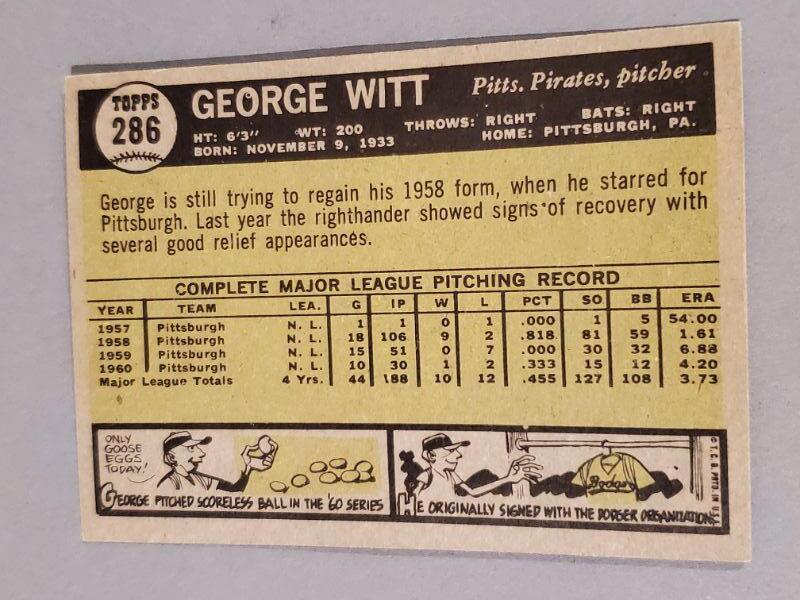 TOPPS
286
GEORGE WITT
Pitts. Pirates, pitcher
HT: 6'3" WT: 200 THROWS: RIGHT BATS: RIGHT
BORN: NOVEMBER 9, 1933 HOME: PITTSBURGH, PA.
George is still trying to regain his 1958 form, when he starred for
Pittsburgh. Last year the righthander showed signs of recovery with
several good relief appearances.
COMPLETE MAJOR LEAGUE PITCHING RECORD
YEAR TEAM LEA. G IP W L PCT SO BB ERA
1957 Pittsburgh N. L. 1 1 0 1 .000 1 5 54.00
1958 Pittsburgh N. L. 18 106 9 2 .818 81 59 1.61
1959 Pittsburgh N. L. 15 51 0 7 .000 30 32 6.88
1960 Pittsburgh N. L. 10 30 1 2 .333 15 12 4.20
Major League Totals 4 Yrs. 44 188 10 12 .455 127 108 3.73
ONLY
GOOSE
EGGS
TODAY!
GEORGE PITCHED SCORELESS BALL IN THE '60 SERIES
Dodgers
HE ORIGINALLY SIGNED WITH THE DODGER ORGANIZATION
© T.C.G. PRTD IN U.S.A.